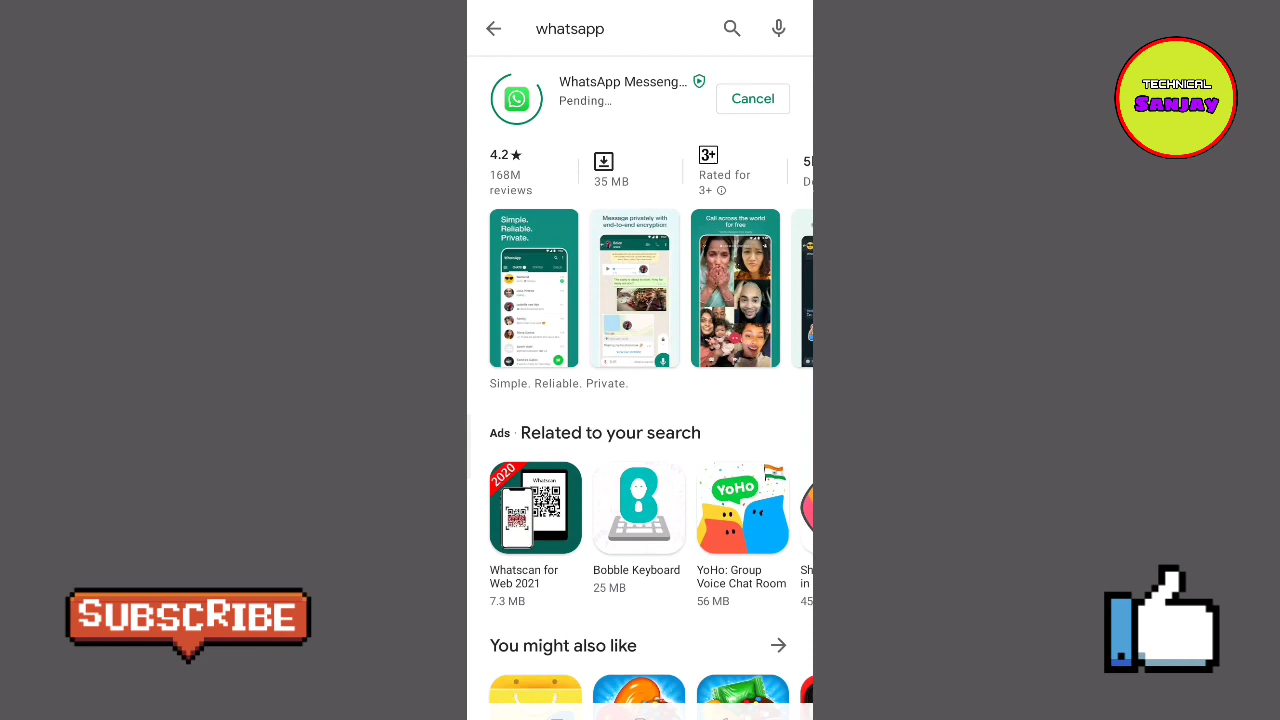 whatsapp
WhatsApp Messeng...
Pending...
Cancel
TECHNICAL
Sanjay
4.2★
168M
reviews
35 MB
3+
Rated for
3+
Simple.
Reliable.
Private.
Message privately with
end-to-end encryption
Call across the world
for free
WhatsApp
Simple. Reliable. Private.
Ads · Related to your search
2020
Whatscan
YoHo
Whatscan for
Web 2021
7.3 MB
Bobble Keyboard
25 MB
YoHo: Group
Voice Chat Room
56 MB
SUBSCRIBE
You might also like